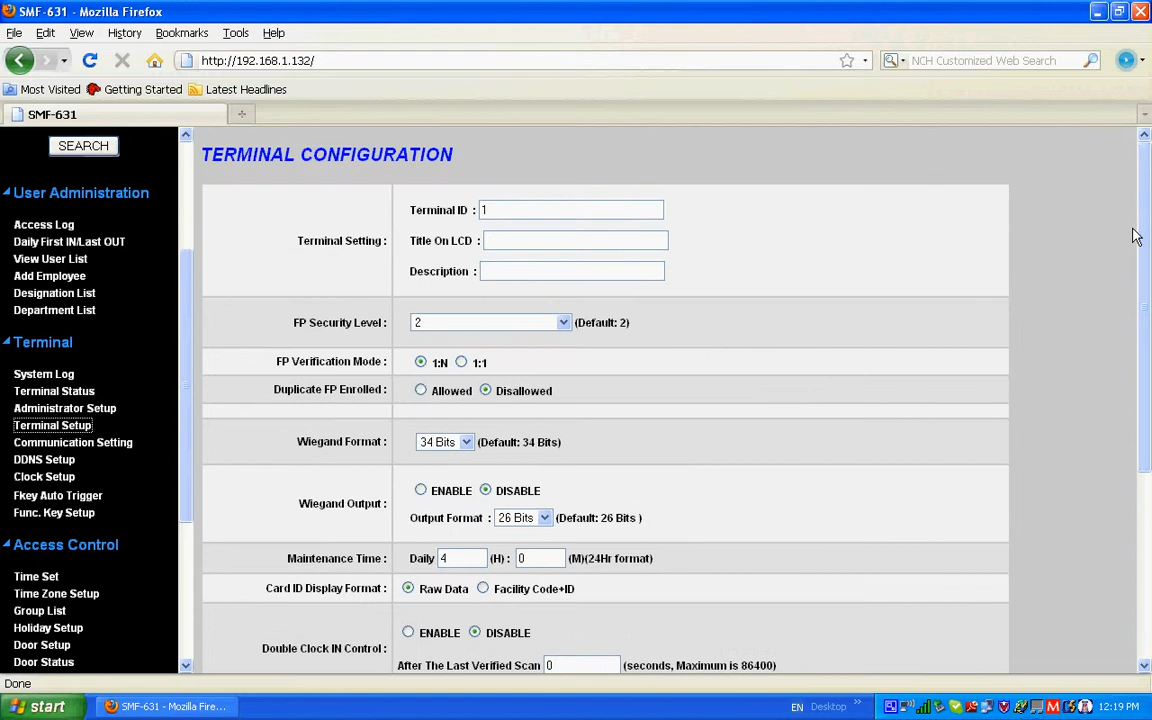 SMF-631 - Mozilla Firefox
File Edit View History Bookmarks Tools Help
http://192.168.1.132/
NCH Customized Web Search
Most Visited Getting Started Latest Headlines
SMF-631
SEARCH
User Administration
Access Log
Daily First IN/Last OUT
View User List
Add Employee
Designation List
Department List
Terminal
System Log
Terminal Status
Administrator Setup
Terminal Setup
Communication Setting
DDNS Setup
Clock Setup
Fkey Auto Trigger
Func. Key Setup
Access Control
Time Set
Time Zone Setup
Group List
Holiday Setup
Door Setup
Door Status
TERMINAL CONFIGURATION
Terminal Setting :
Terminal ID : 1
Title On LCD :
Description :
FP Security Level : 2 (Default: 2)
FP Verification Mode : 1:N 1:1
Duplicate FP Enrolled : Allowed Disallowed
Wiegand Format : 34 Bits (Default: 34 Bits)
Wiegand Output : ENABLE DISABLE
Output Format : 26 Bits (Default: 26 Bits )
Maintenance Time : Daily 4 (H) : 0 (M)(24Hr format)
Card ID Display Format : Raw Data Facility Code+ID
Double Clock IN Control : ENABLE DISABLE
After The Last Verified Scan 0 (seconds, Maximum is 86400)
Done
start SMF-631 - Mozilla Fire... EN Desktop » 12:19 PM